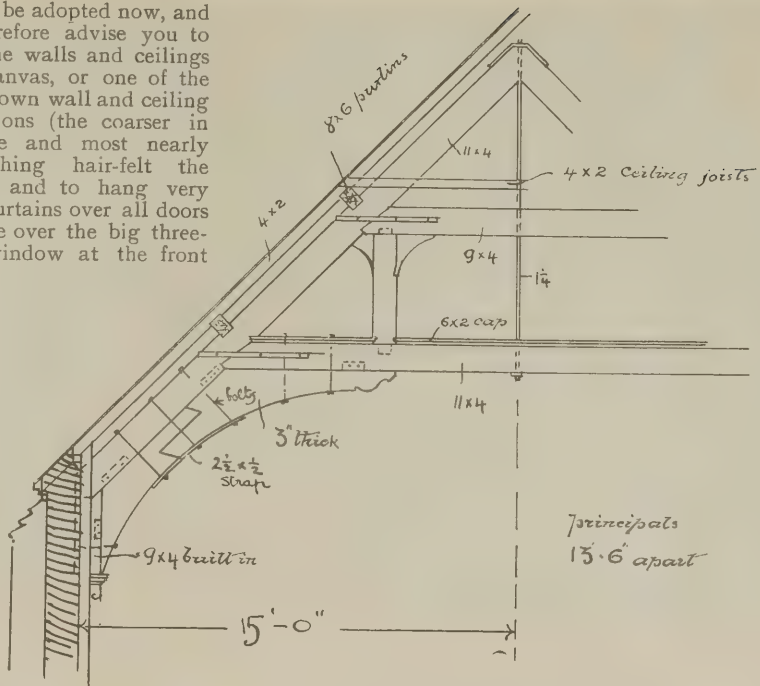 be adopted now, and
refore advise you to
ne walls and ceilings
anvas, or one of the
own wall and ceiling
ons (the coarser in
e and most nearly
hing hair-felt the
and to hang very
urtains over all doors
e over the big three-
indow at the front
8×6 purlins
4×2
11×4
4×2 Ceiling joists
9×4
1¼
6×2 cap
11×4
bolts
3" thick
2½ × ½
Strap
9×4 built in
principals
13'·6" apart
15'-0"